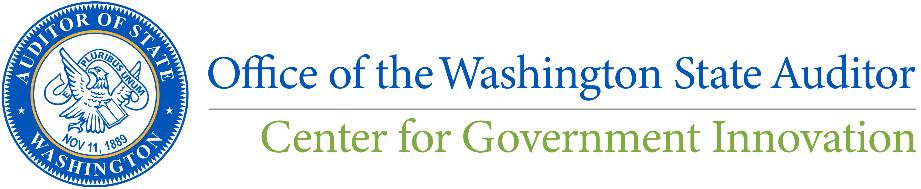 AUDITOR OF STATE
PLURIBUS UNUM
NOV 11, 1889
WASHINGTON
Office of the Washington State Auditor
Center for Government Innovation